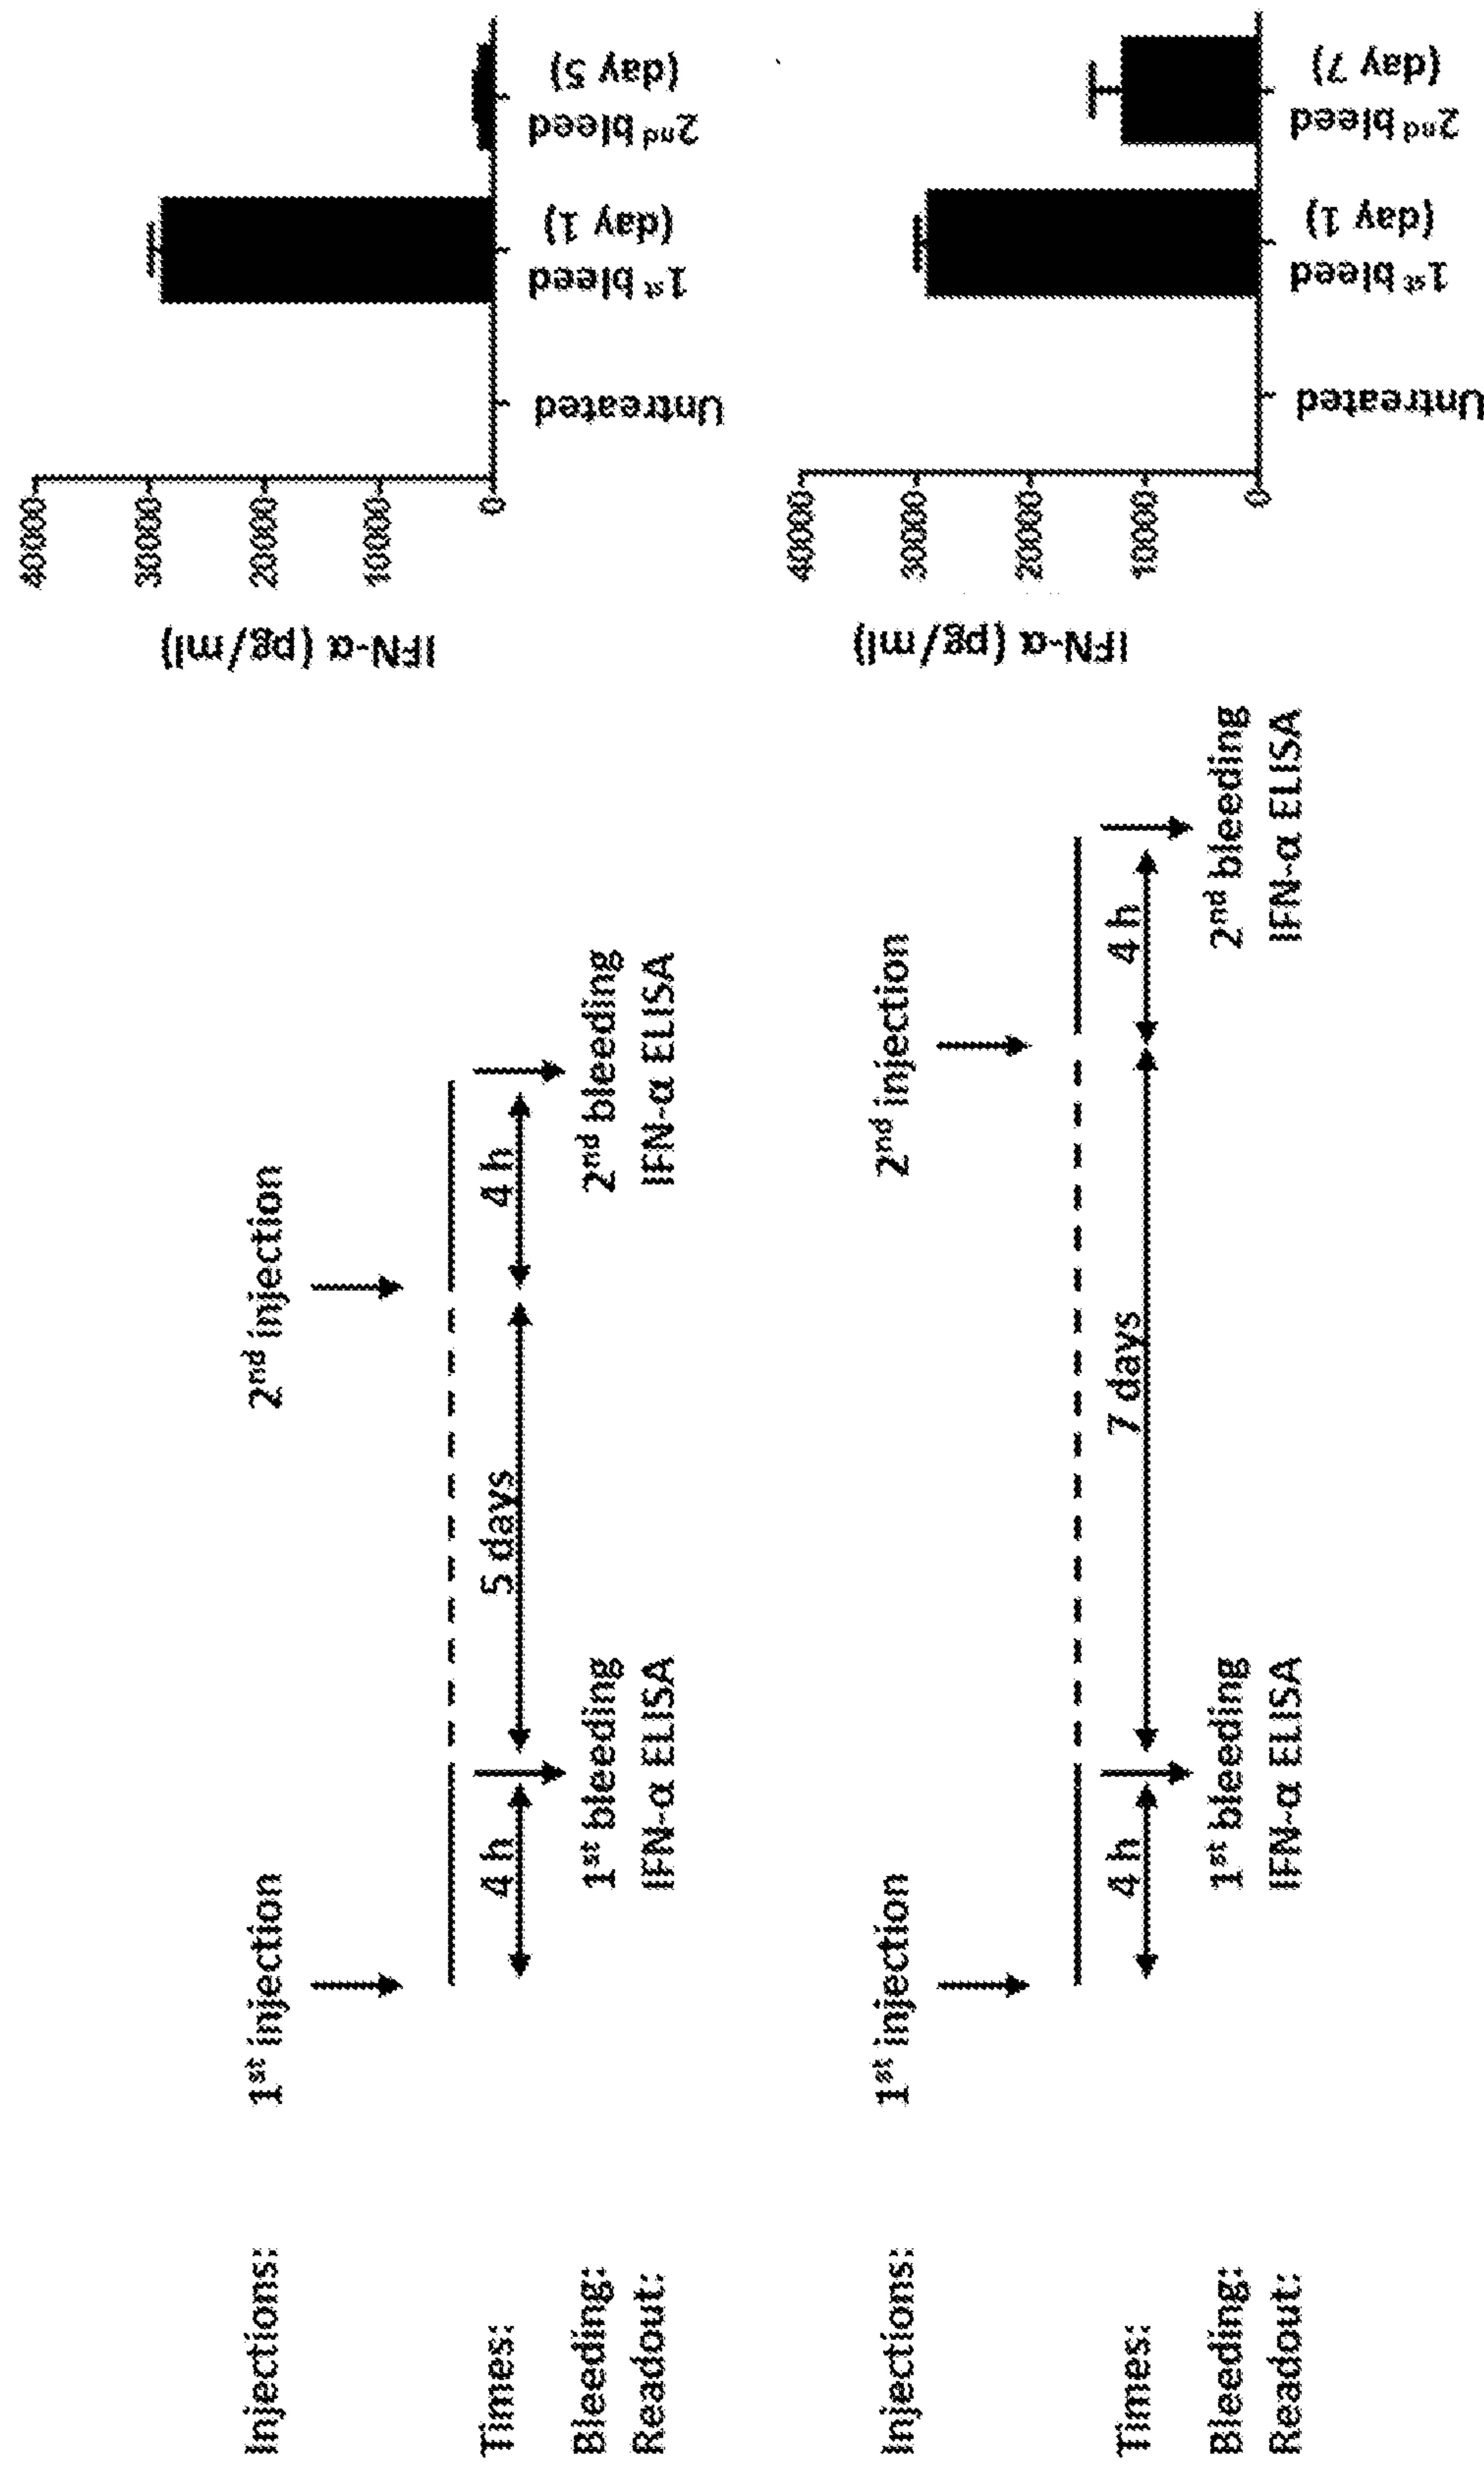 Injections:
1st injection
2nd injection
Times:
4 h
5 days
4 h
Bleeding:
1st bleeding
2nd bleeding
Readout:
IFN-α ELISA
IFN-α ELISA
IFN-α (pg/ml)
40000
30000
20000
10000
0
Untreated
1st bleed
(day 1)
2nd bleed
(day 5)
Injections:
1st injection
2nd injection
Times:
4 h
7 days
4 h
Bleeding:
1st bleeding
2nd bleeding
Readout:
IFN-α ELISA
IFN-α ELISA
IFN-α (pg/ml)
40000
30000
20000
10000
0
Untreated
1st bleed
(day 1)
2nd bleed
(day 7)